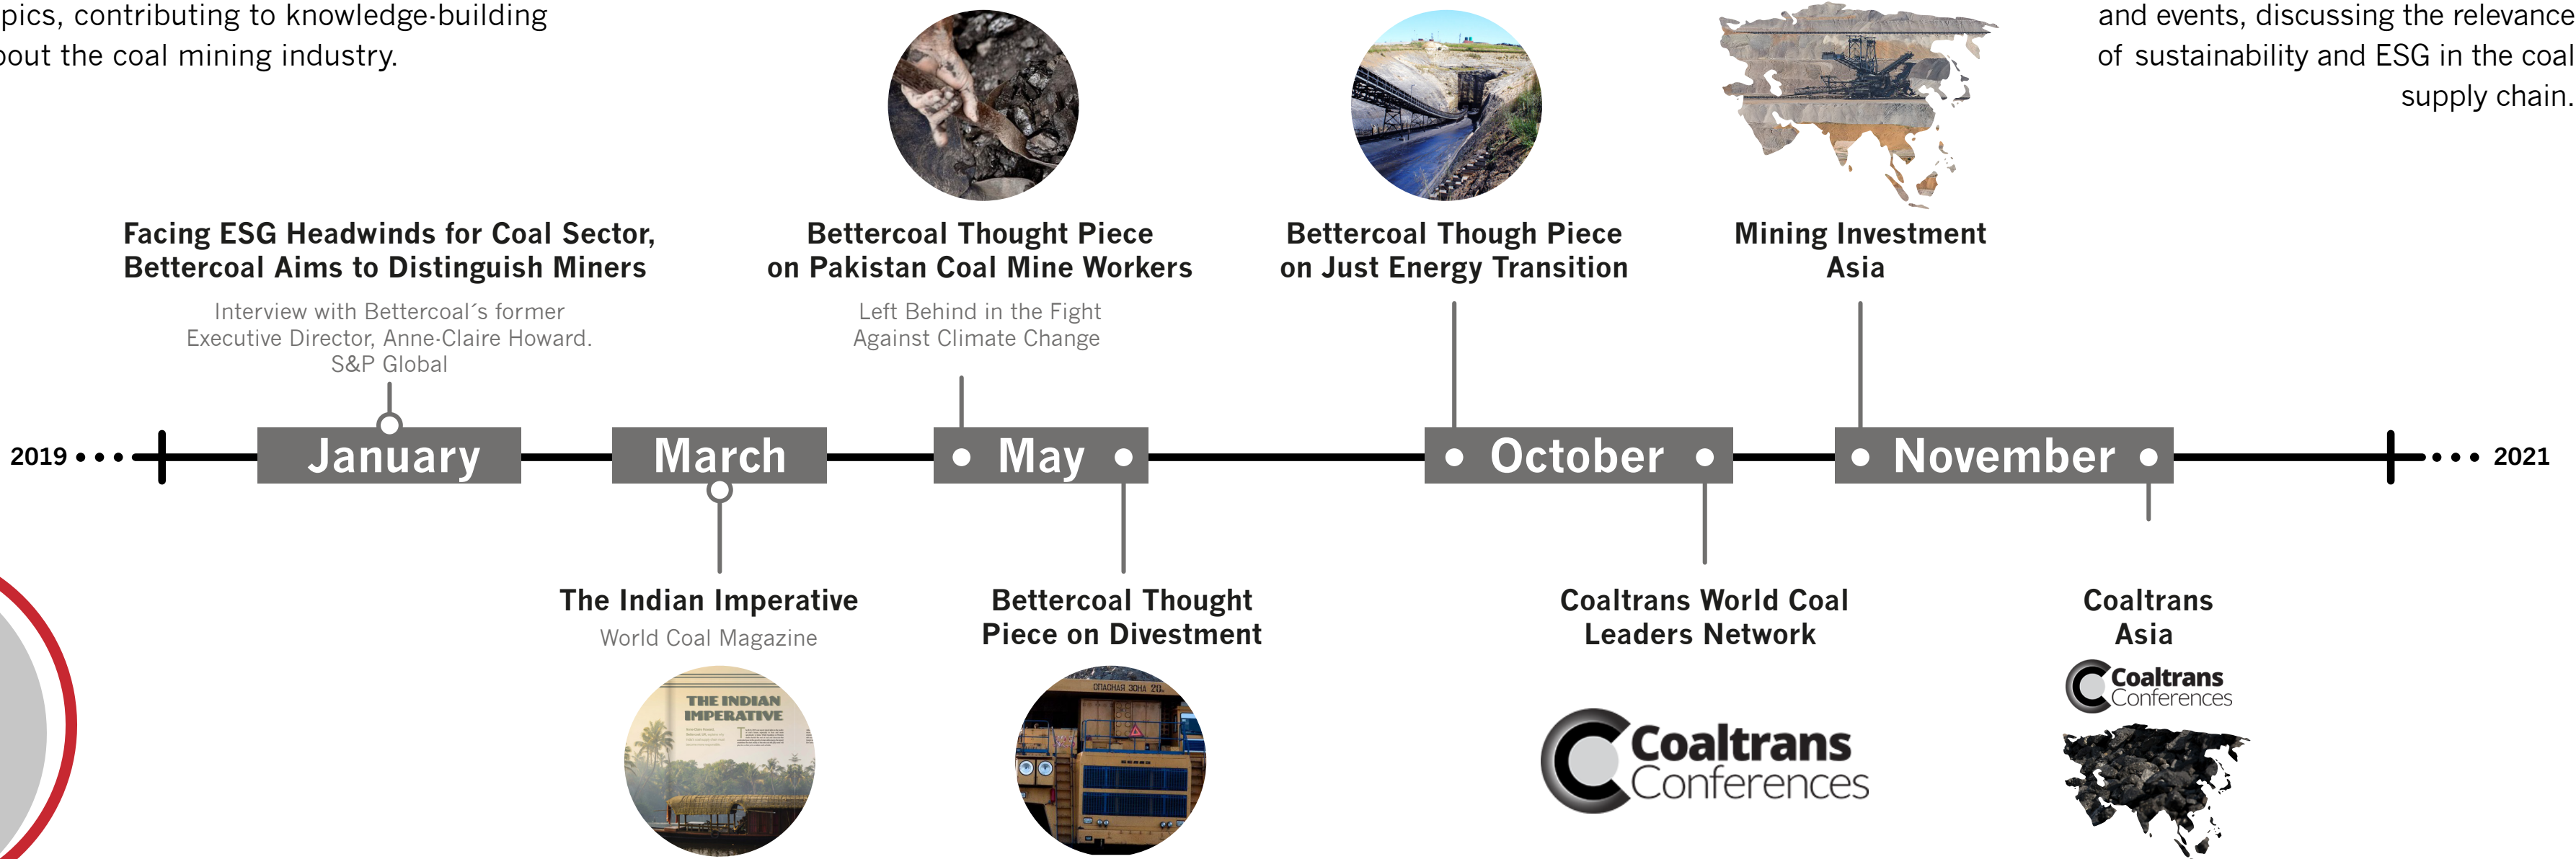 pics, contributing to knowledge-building
bout the coal mining industry.
and events, discussing the relevance
of sustainability and ESG in the coal
supply chain.
Facing ESG Headwinds for Coal Sector,
Bettercoal Aims to Distinguish Miners
Interview with Bettercoal´s former
Executive Director, Anne-Claire Howard.
S&P Global
Bettercoal Thought Piece
on Pakistan Coal Mine Workers
Left Behind in the Fight
Against Climate Change
Bettercoal Though Piece
on Just Energy Transition
Mining Investment
Asia
2019
January
March
May
October
November
2021
The Indian Imperative
World Coal Magazine
THE INDIAN
IMPERATIVE
Bettercoal Thought
Piece on Divestment
ОПАСНАЯ ЗОНА 20м
Coaltrans World Coal
Leaders Network
Coaltrans
Conferences
Coaltrans
Asia
Coaltrans
Conferences